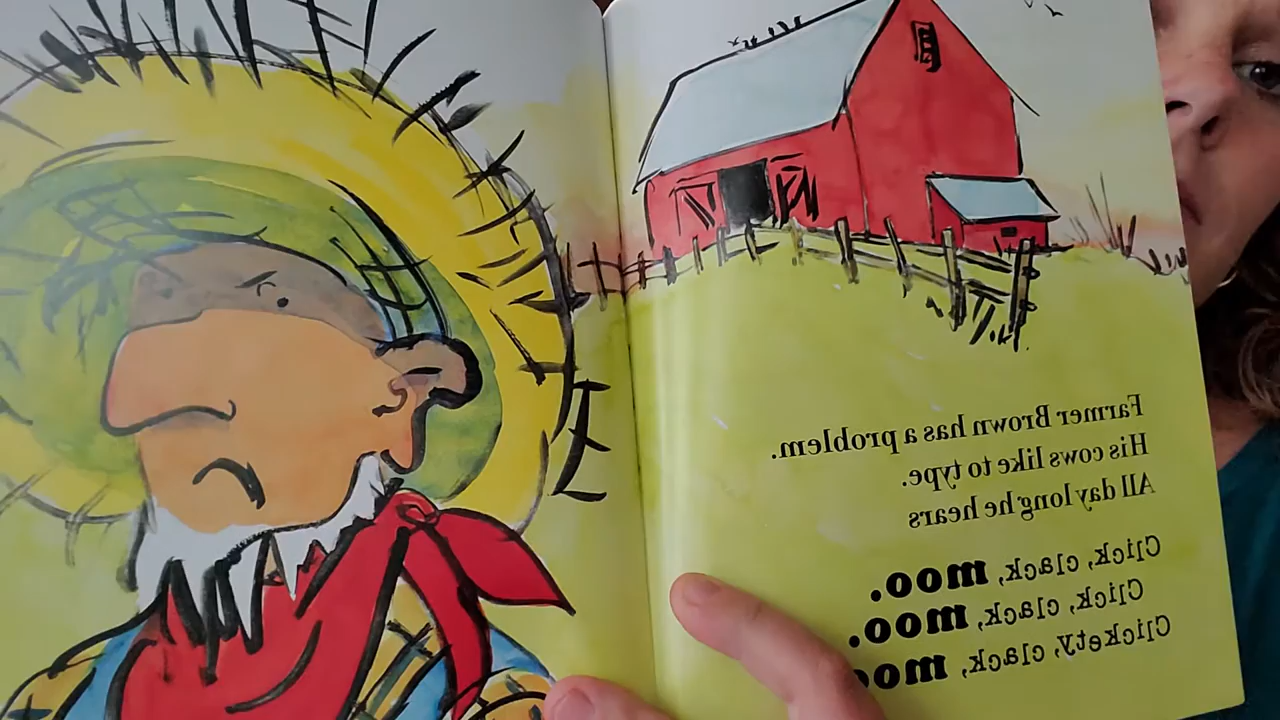 Farmer Brown has a problem.
His cows like to type.
All day long he hears
Click, clack, moo.
Click, clack, moo.
Clickety, clack, moo